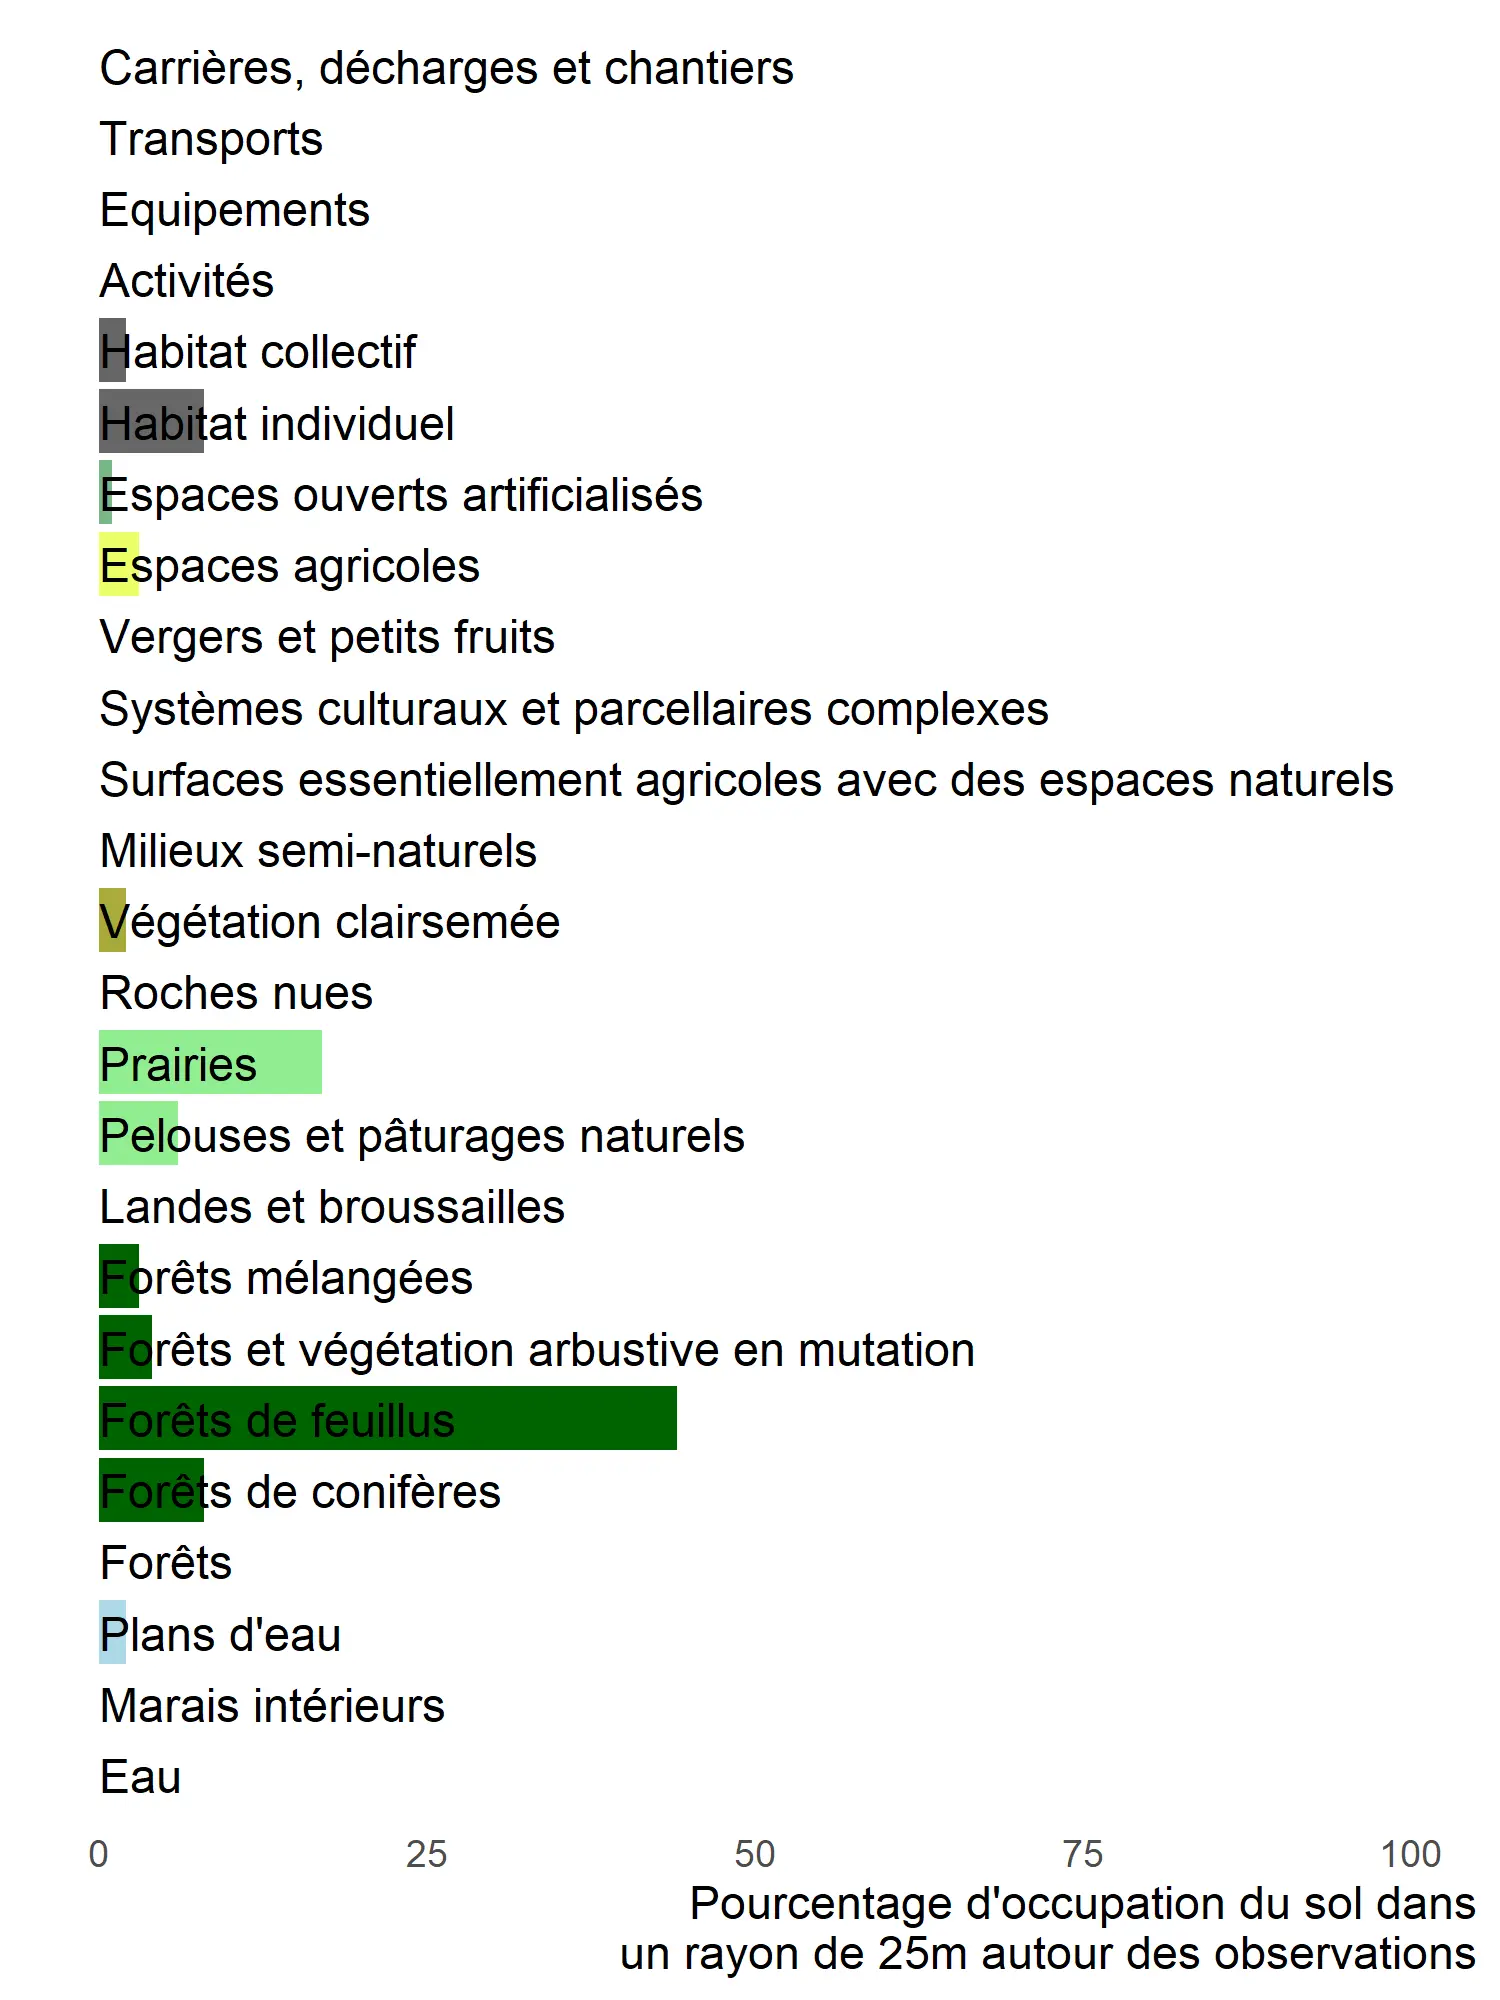 Carrières, décharges et chantiers
Transports
Equipements
Activités
Habitat collectif
Habitat individuel
Espaces ouverts artificialisés
Espaces agricoles
Vergers et petits fruits
Systèmes culturaux et parcellaires complexes
Surfaces essentiellement agricoles avec des espaces naturels
Milieux semi-naturels
Végétation clairsemée
Roches nues
Prairies
Pelouses et pâturages naturels
Landes et broussailles
Forêts mélangées
Forêts et végétation arbustive en mutation
Forêts de feuillus
Forêts de conifères
Forêts
Plans d'eau
Marais intérieurs
Eau
0 25 50 75 100
Pourcentage d'occupation du sol dans
un rayon de 25m autour des observations